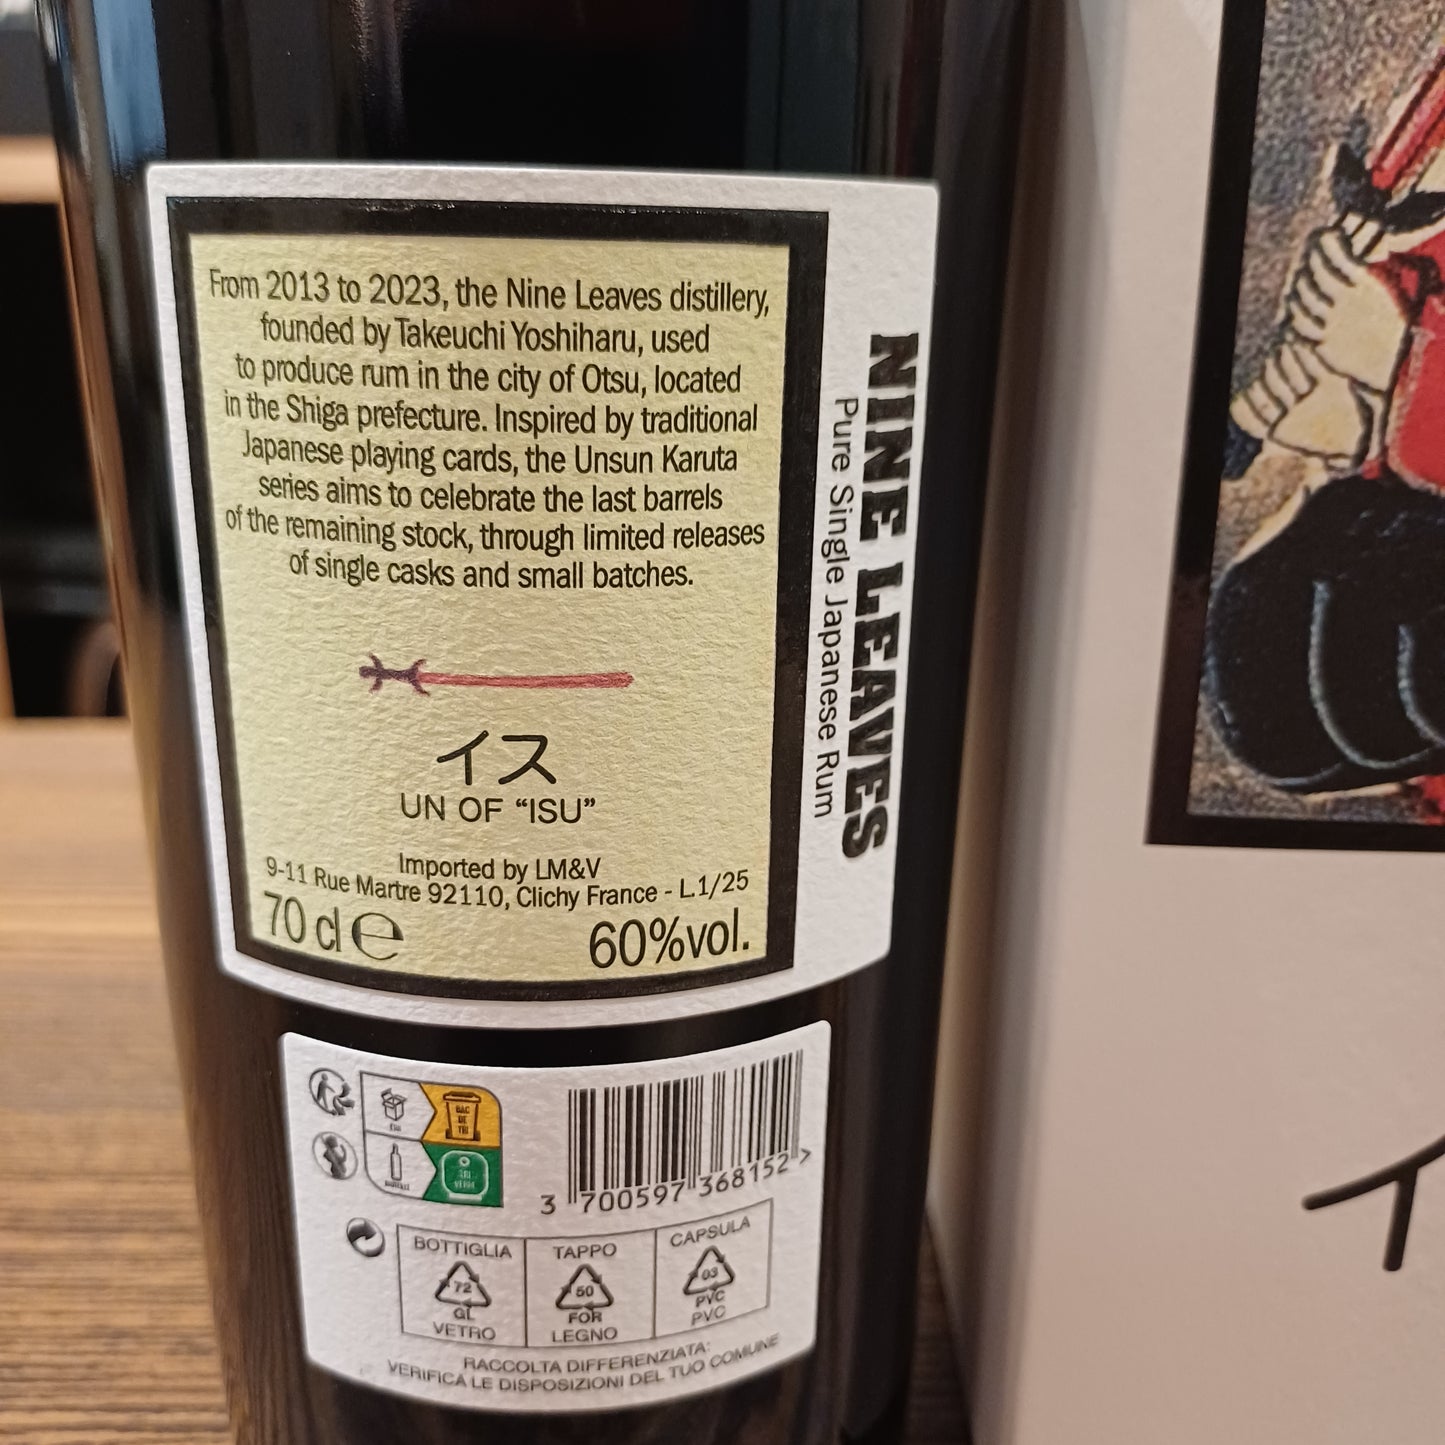 From 2013 to 2023, the Nine Leaves distillery,
founded by Takeuchi Yoshiharu, used
to produce rum in the city of Otsu, located
in the Shiga prefecture. Inspired by traditional
Japanese playing cards, the Unsun Karuta
series aims to celebrate the last barrels
of the remaining stock, through limited releases
of single casks and small batches.
イス
UN OF “ISU”
Imported by LM&V
9-11 Rue Martre 92110, Clichy France - L.1/25
70 cl e
60%vol.
NINE LEAVES
Pure Single Japanese Rum
BAC
DE
TRI
3 700597 368152 >
BOTTIGLIA
72
GL
VETRO
TAPPO
50
FOR
LEGNO
CAPSULA
03
PVC
PVC
RACCOLTA DIFFERENZIATA:
VERIFICA LE DISPOSIZIONI DEL TUO COMUNE